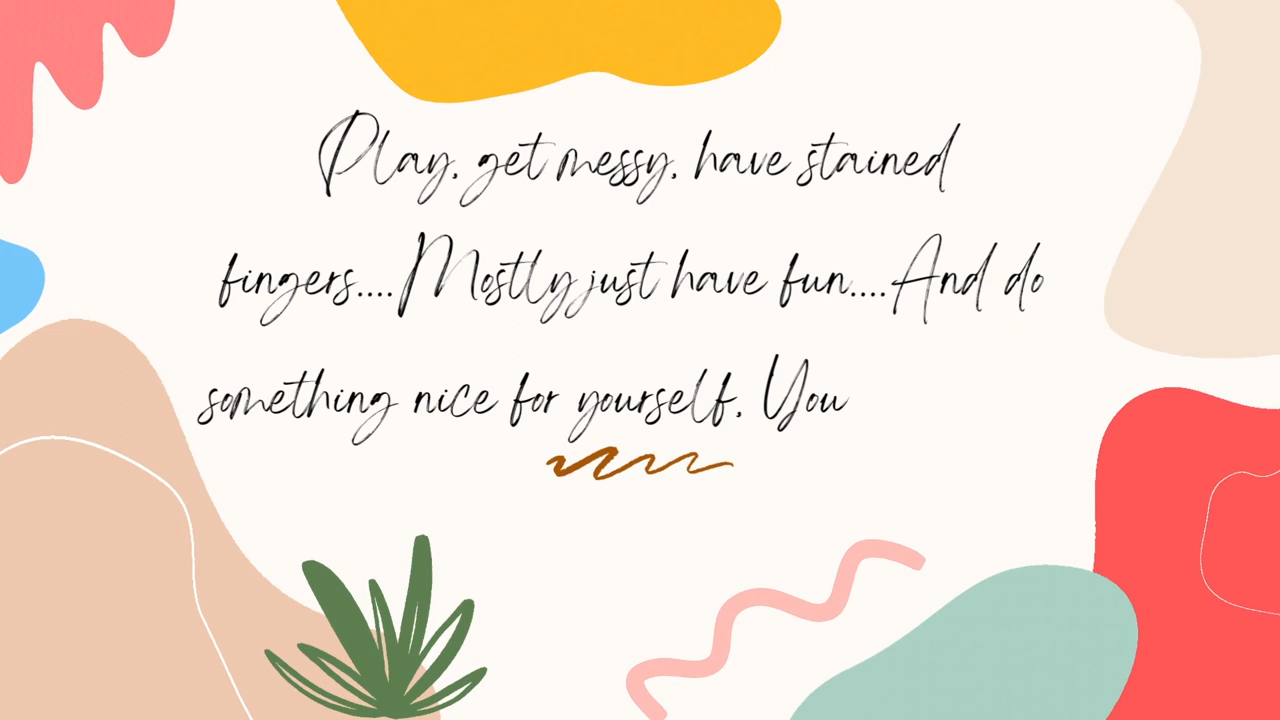 Play, get messy, have stained
fingers....Mostly just have fun....And do
something nice for yourself, You